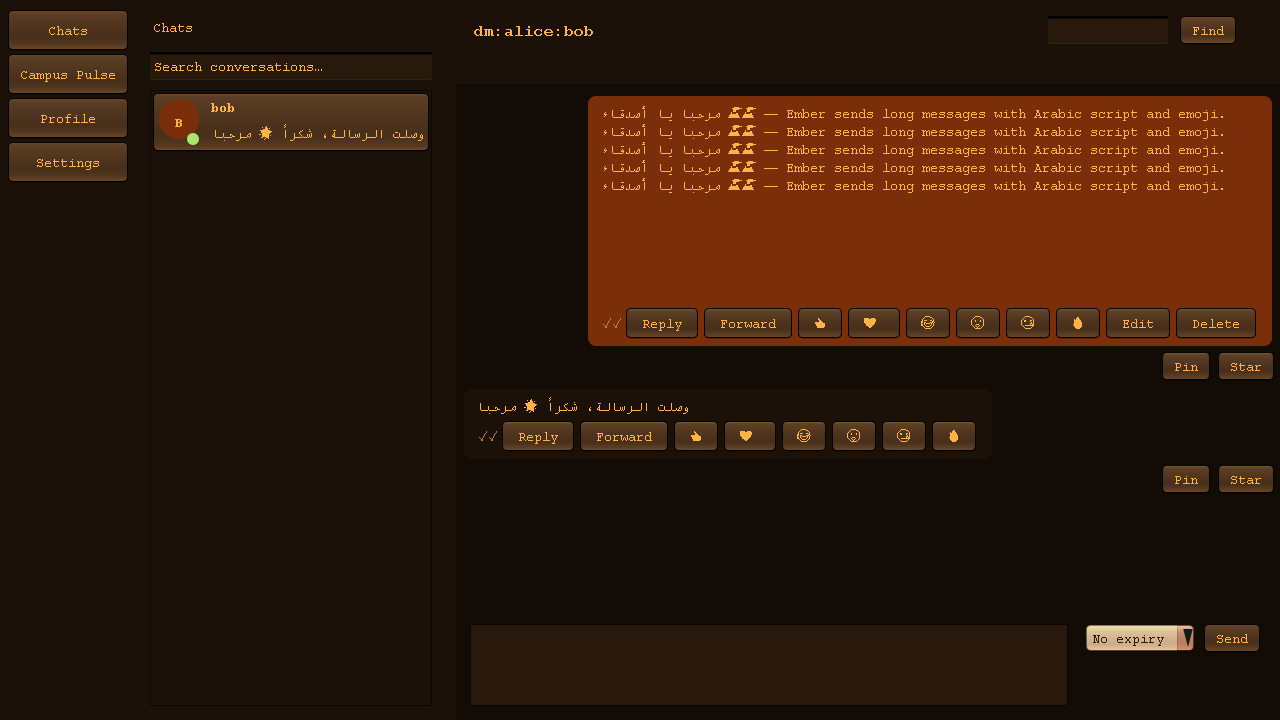 Chats
Campus Pulse
Profile
Settings
Chats
Search conversations…
B
bob
وصلت الرسالة، شكراً 🌟 مرحبا
dm:alice:bob
Find
مرحبا يا أصدقاء 🌋🌋 — Ember sends long messages with Arabic script and emoji.
مرحبا يا أصدقاء 🌋🌋 — Ember sends long messages with Arabic script and emoji.
مرحبا يا أصدقاء 🌋🌋 — Ember sends long messages with Arabic script and emoji.
مرحبا يا أصدقاء 🌋🌋 — Ember sends long messages with Arabic script and emoji.
مرحبا يا أصدقاء 🌋🌋 — Ember sends long messages with Arabic script and emoji.
✓✓ Reply Forward 👍 ❤ 😂 😮 😢 🔥 Edit Delete
Pin Star
وصلت الرسالة، شكراً 🌟 مرحبا
✓✓ Reply Forward 👍 ❤ 😂 😮 😢 🔥
Pin Star
No expiry
Send